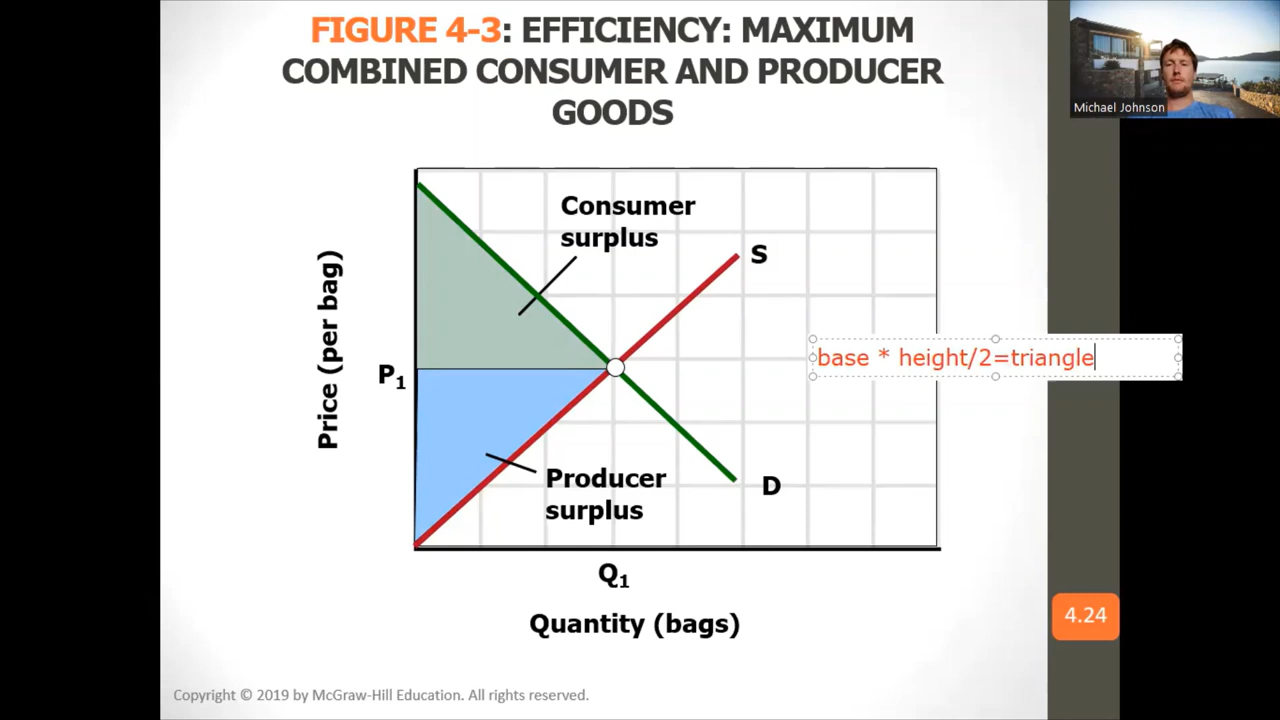 FIGURE 4-3: EFFICIENCY: MAXIMUM
COMBINED CONSUMER AND PRODUCER
GOODS
Michael Johnson
Consumer
surplus
S
Price (per bag)
base * height/2=triangle
P1
Producer
surplus
D
Q1
Quantity (bags)
4.24
Copyright © 2019 by McGraw-Hill Education. All rights reserved.